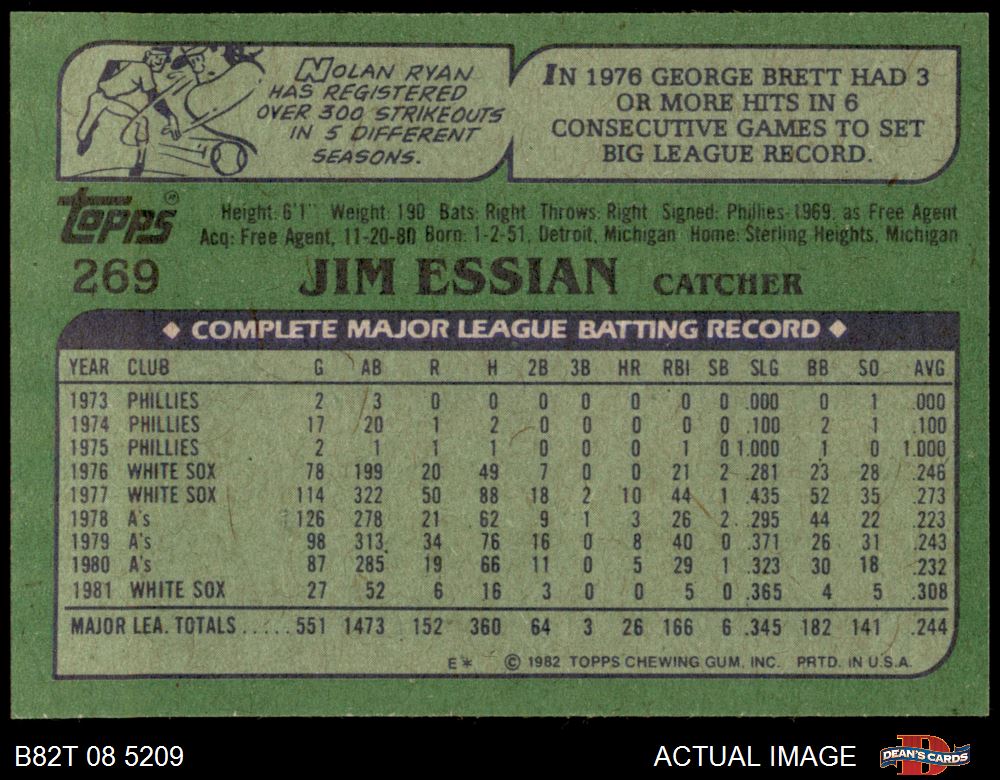 NOLAN RYAN
HAS REGISTERED
OVER 300 STRIKEOUTS
IN 5 DIFFERENT
SEASONS.
IN 1976 GEORGE BRETT HAD 3
OR MORE HITS IN 6
CONSECUTIVE GAMES TO SET
BIG LEAGUE RECORD.
TOPPS ®
Height: 6'1" Weight: 190 Bats: Right Throws: Right Signed: Phillies-1969, as Free Agent
Acq: Free Agent, 11-20-80 Born: 1-2-51, Detroit, Michigan Home: Sterling Heights, Michigan
269 JIM ESSIAN CATCHER
♦ COMPLETE MAJOR LEAGUE BATTING RECORD ♦
YEAR CLUB G AB R H 2B 3B HR RBI SB SLG BB SO AVG
1973 PHILLIES 2 3 0 0 0 0 0 0 0 .000 0 1 .000
1974 PHILLIES 17 20 1 2 0 0 0 0 0 .100 2 1 .100
1975 PHILLIES 2 1 1 1 0 0 0 1 0 1.000 1 0 1.000
1976 WHITE SOX 78 199 20 49 7 0 0 21 2 .281 23 28 .246
1977 WHITE SOX 114 322 50 88 18 2 10 44 1 .435 52 35 .273
1978 A's 126 278 21 62 9 1 3 26 2 .295 44 22 .223
1979 A's 98 313 34 76 16 0 8 40 0 .371 26 31 .243
1980 A's 87 285 19 66 11 0 5 29 1 .323 30 18 .232
1981 WHITE SOX 27 52 6 16 3 0 0 5 0 .365 4 5 .308
MAJOR LEA. TOTALS ..... 551 1473 152 360 64 3 26 166 6 .345 182 141 .244
E* © 1982 TOPPS CHEWING GUM, INC. PRTD. IN U.S.A.
B82T 08 5209 ACTUAL IMAGE DEAN'S CARDS